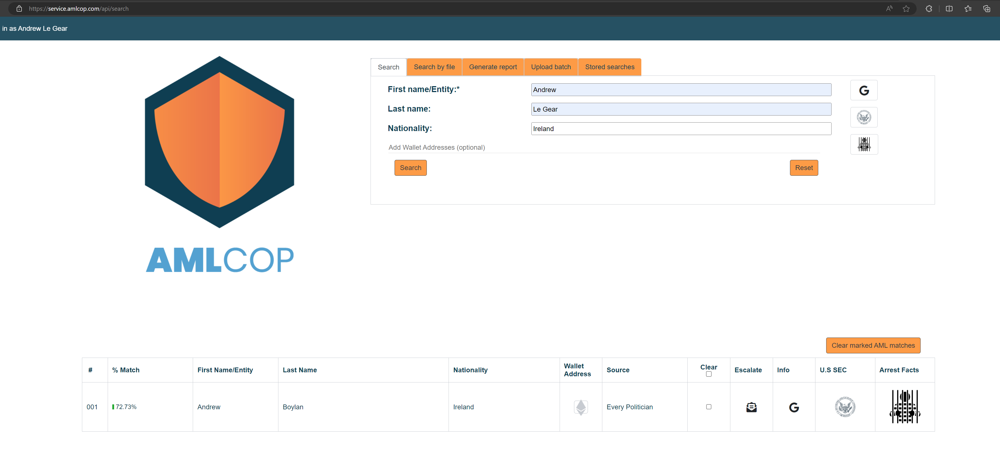 https://service.amlcop.com/api/search
in as Andrew Le Gear
Search
Search by file
Generate report
Upload batch
Stored searches
First name/Entity:*
Andrew
Last name:
Le Gear
Nationality:
Ireland
Add Wallet Addresses (optional)
Search
Reset
AMLCOP
Clear marked AML matches
# % Match First Name/Entity Last Name Nationality Wallet Address Source Clear Escalate Info U.S SEC Arrest Facts
001 72.73% Andrew Boylan Ireland Every Politician